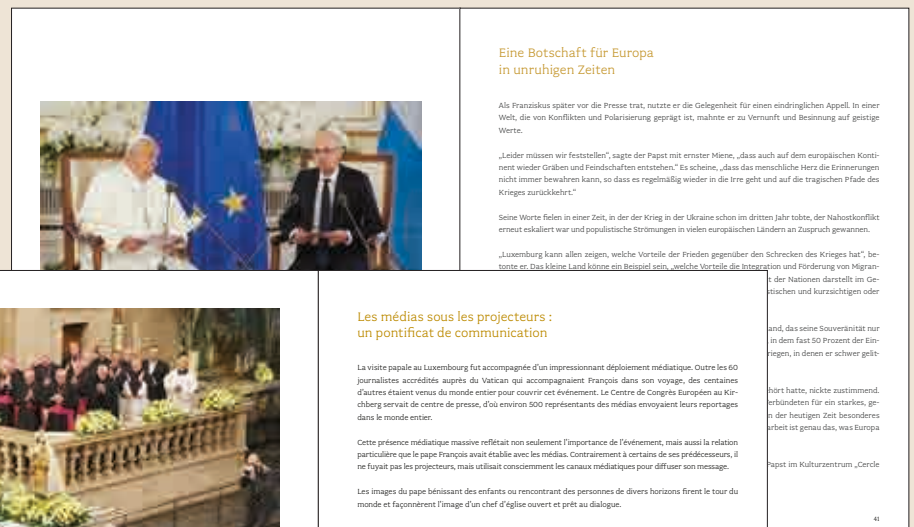 Eine Botschaft für Europa
in unruhigen Zeiten
Als Franziskus später vor die Presse trat, nutzte er die Gelegenheit für einen eindringlichen Appell. In einer
Welt, die von Konflikten und Polarisierung geprägt ist, mahnte er zu Vernunft und Besinnung auf geistige
Werte.
„Leider müssen wir feststellen“, sagte der Papst mit ernster Miene, „dass auch auf dem europäischen Konti-
nent wieder Gräben und Feindschaften entstehen.“ Es scheine, „dass das menschliche Herz die Erinnerungen
nicht immer bewahren kann, so dass es regelmäßig wieder in die Irre geht und auf die tragischen Pfade des
Krieges zurückkehrt.“
Seine Worte fielen in einer Zeit, in der der Krieg in der Ukraine schon im dritten Jahr tobte, der Nahostkonflikt
erneut eskaliert war und populistische Strömungen in vielen europäischen Ländern an Zuspruch gewannen.
„Luxemburg kann allen zeigen, welche Vorteile der Frieden gegenüber den Schrecken des Krieges hat“, be-
tonte er. Das kleine Land könne ein Beispiel sein, „welche Vorteile die Integration und Förderung von Migran-
t der Nationen darstellt im Ge-
stischen und kurzsichtigen oder
and, das seine Souveränität nur
, in dem fast 50 Prozent der Ein-
riegen, in denen er schwer gelit-
hört hatte, nickte zustimmend.
erbündeten für ein starkes, ge-
n der heutigen Zeit besonderes
arbeit ist genau das, was Europa
Papst im Kulturzentrum „Cercle
41
Les médias sous les projecteurs :
un pontificat de communication
La visite papale au Luxembourg fut accompagnée d'un impressionnant déploiement médiatique. Outre les 60
journalistes accrédités auprès du Vatican qui accompagnaient François dans son voyage, des centaines
d'autres étaient venus du monde entier pour couvrir cet événement. Le Centre de Congrès Européen au Kir-
chberg servait de centre de presse, d'où environ 500 représentants des médias envoyaient leurs reportages
dans le monde entier.
Cette présence médiatique massive reflétait non seulement l'importance de l'événement, mais aussi la relation
particulière que le pape François avait établie avec les médias. Contrairement à certains de ses prédécesseurs, il
ne fuyait pas les projecteurs, mais utilisait consciemment les canaux médiatiques pour diffuser son message.
Les images du pape bénissant des enfants ou rencontrant des personnes de divers horizons firent le tour du
monde et façonnèrent l'image d'un chef d'église ouvert et prêt au dialogue.